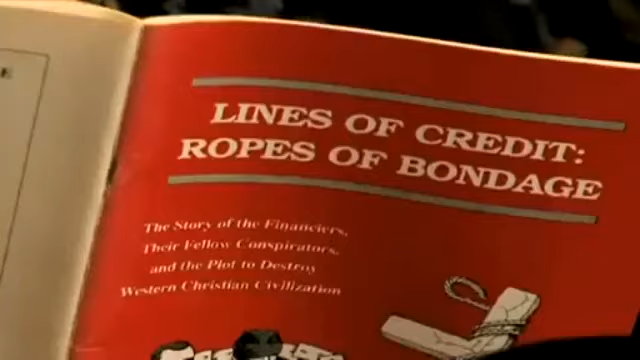 LINES OF CREDIT:
ROPES OF BONDAGE
The Story of the Financiers,
Their Fellow Conspirators,
and the Plot to Destroy
Western Christian Civilization